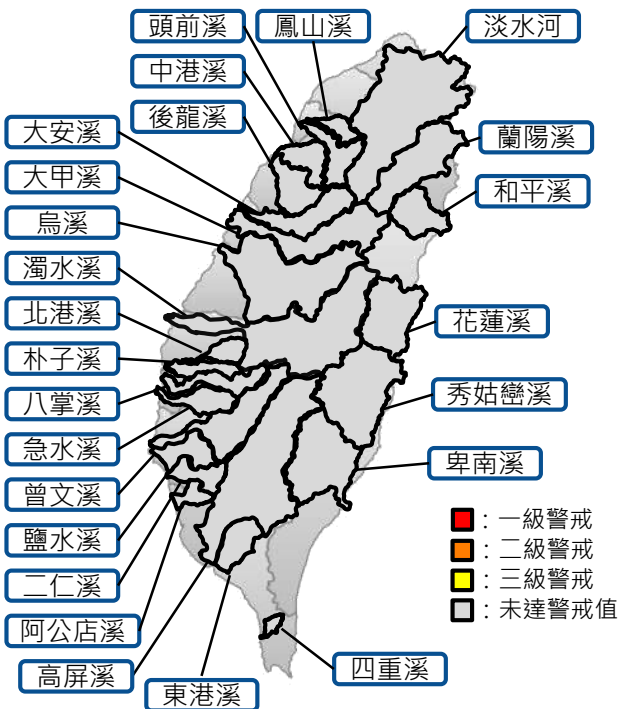 頭前溪
鳳山溪
淡水河
中港溪
後龍溪
大安溪
蘭陽溪
大甲溪
和平溪
烏溪
濁水溪
北港溪
花蓮溪
朴子溪
八掌溪
秀姑巒溪
急水溪
卑南溪
曾文溪
鹽水溪
二仁溪
阿公店溪
高屏溪
東港溪
四重溪
：一級警戒
：二級警戒
：三級警戒
：未達警戒值